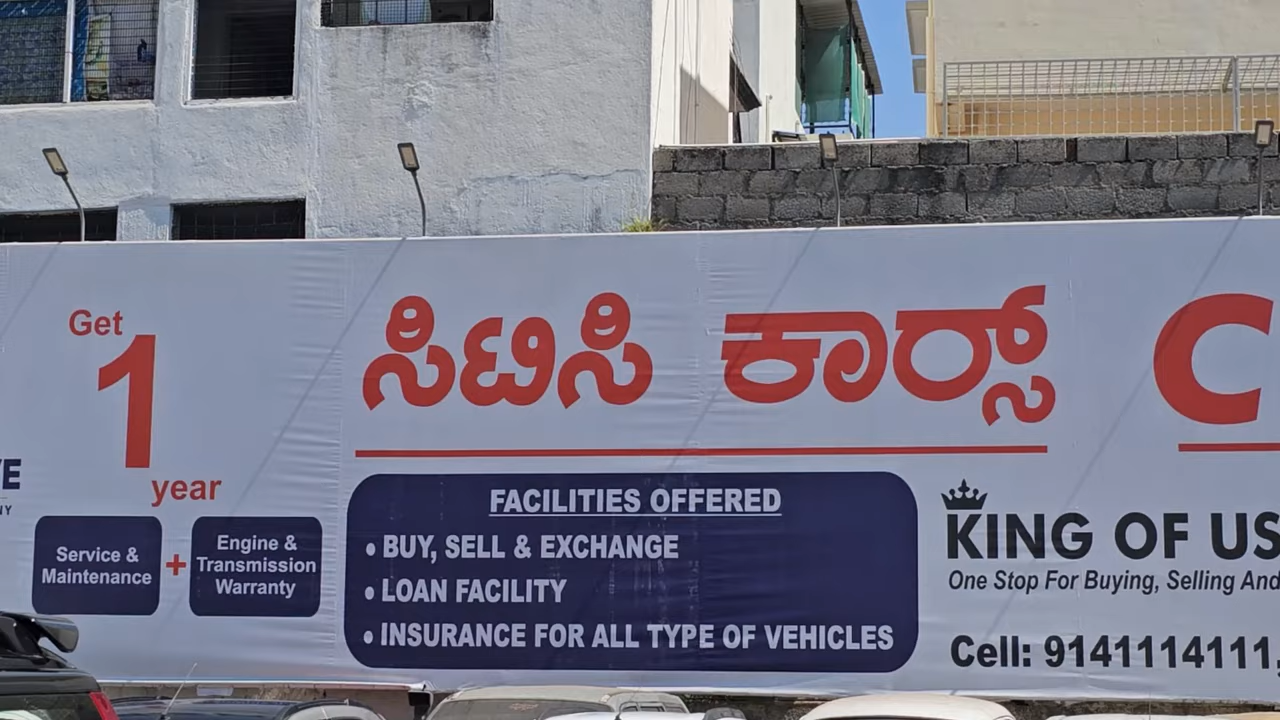 Get
1
year
Service &
Maintenance
+
Engine &
Transmission
Warranty
ಸಿಟಿಸಿ ಕಾರ್ಸ್
C
FACILITIES OFFERED
• BUY, SELL & EXCHANGE
• LOAN FACILITY
• INSURANCE FOR ALL TYPE OF VEHICLES
KING OF US
One Stop For Buying, Selling And
Cell: 9141114111,